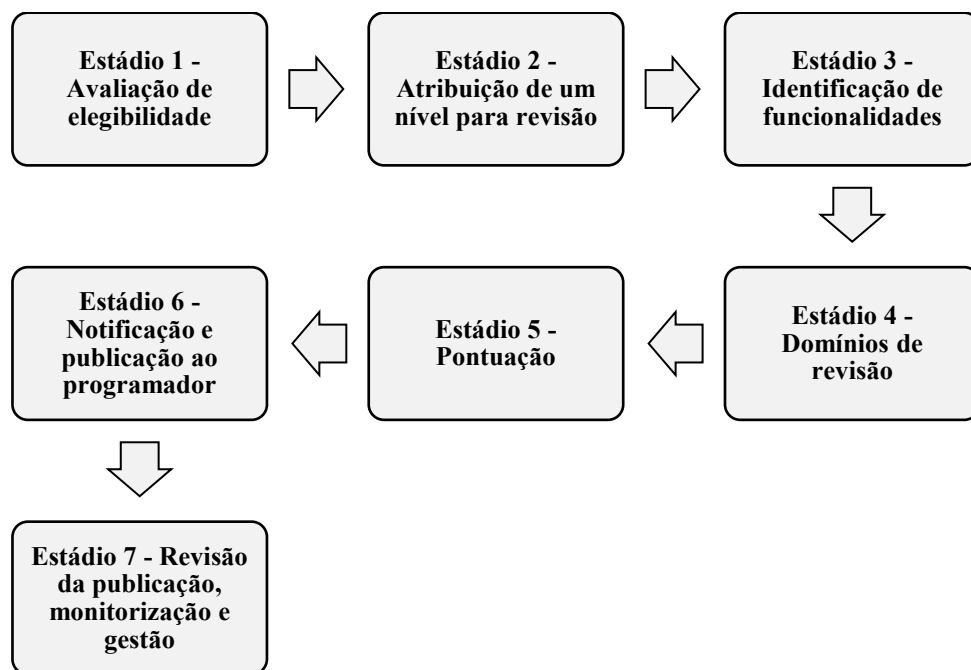 Estádio 1 -
Avaliação de
elegibilidade
Estádio 2 -
Atribuição de um
nível para revisão
Estádio 3 -
Identificação de
funcionalidades
Estádio 4 -
Domínios de
revisão
Estádio 5 -
Pontuação
Estádio 6 -
Notificação e
publicação ao
programador
Estádio 7 - Revisão
da publicação,
monitorização e
gestão